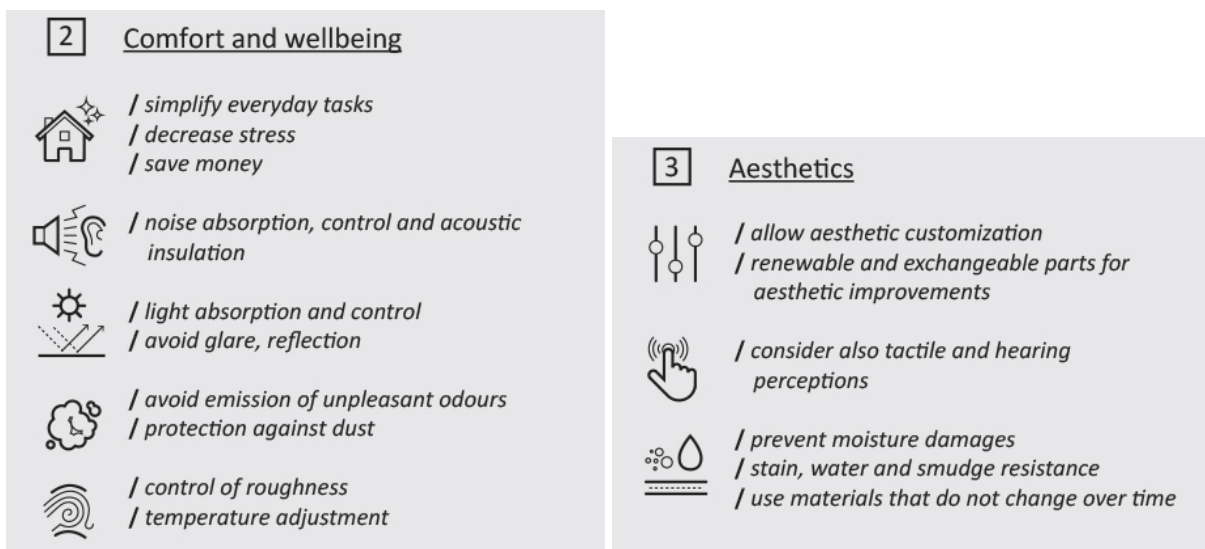 2 Comfort and wellbeing
/ simplify everyday tasks
/ decrease stress
/ save money
/ noise absorption, control and acoustic
insulation
/ light absorption and control
/ avoid glare, reflection
/ avoid emission of unpleasant odours
/ protection against dust
/ control of roughness
/ temperature adjustment
3 Aesthetics
/ allow aesthetic customization
/ renewable and exchangeable parts for
aesthetic improvements
/ consider also tactile and hearing
perceptions
/ prevent moisture damages
/ stain, water and smudge resistance
/ use materials that do not change over time